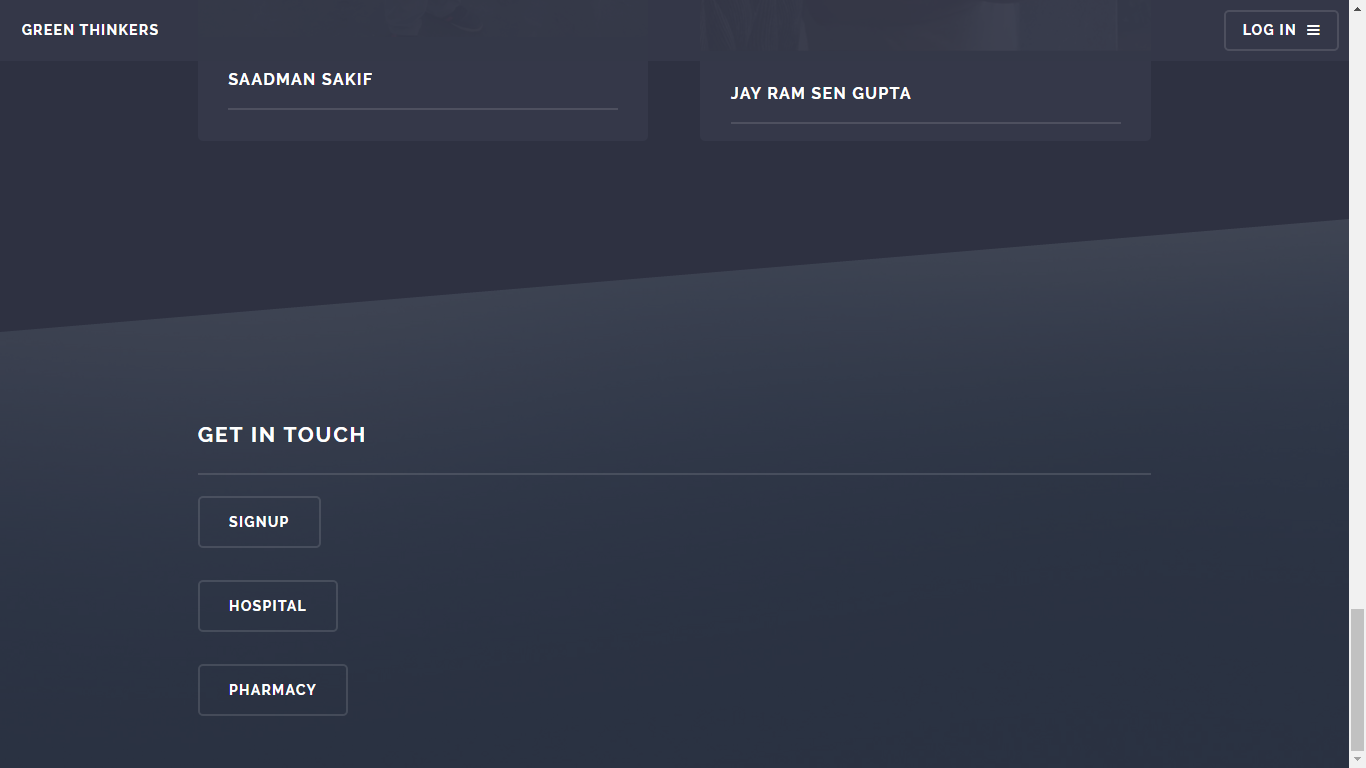 GREEN THINKERS
LOG IN
SAADMAN SAKIF
JAY RAM SEN GUPTA
GET IN TOUCH
SIGNUP
HOSPITAL
PHARMACY